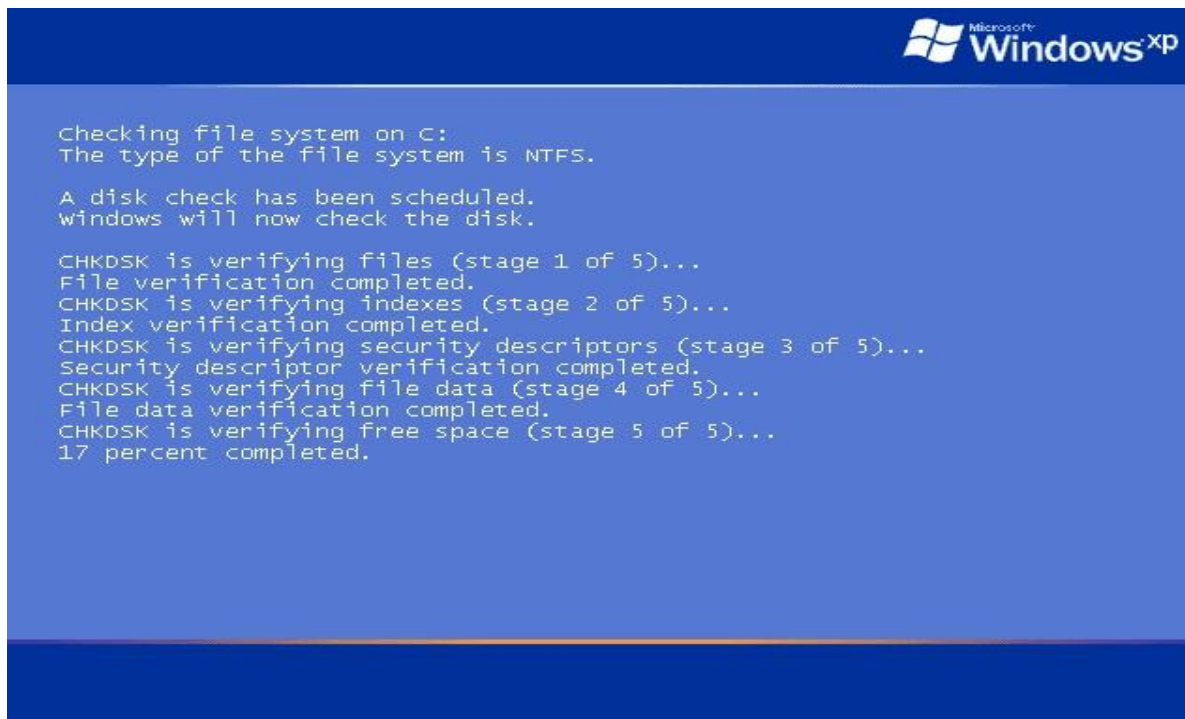 Microsoft
Windows xp
Checking file system on C:
The type of the file system is NTFS.
A disk check has been scheduled.
Windows will now check the disk.
CHKDSK is verifying files (stage 1 of 5)...
File verification completed.
CHKDSK is verifying indexes (stage 2 of 5)...
Index verification completed.
CHKDSK is verifying security descriptors (stage 3 of 5)...
Security descriptor verification completed.
CHKDSK is verifying file data (stage 4 of 5)...
File data verification completed.
CHKDSK is verifying free space (stage 5 of 5)...
17 percent completed.